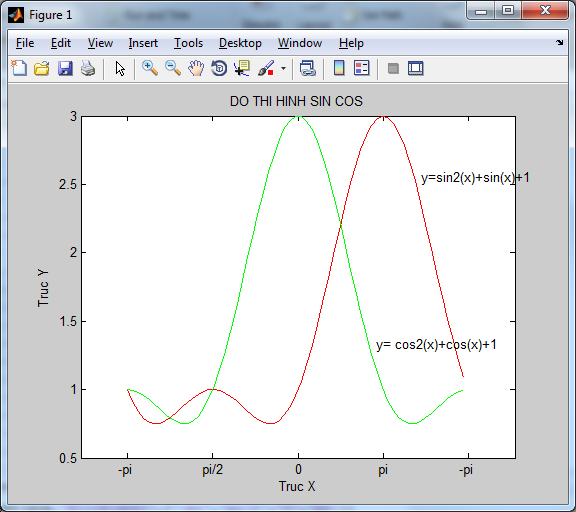 Figure 1
File Edit View Insert Tools Desktop Window Help
DO THI HINH SIN COS
3
y=sin2(x)+sin(x)+1
2.5
2
Truc Y
1.5
y= cos2(x)+cos(x)+1
1
0.5
-pi pi/2 0 pi -pi
Truc X